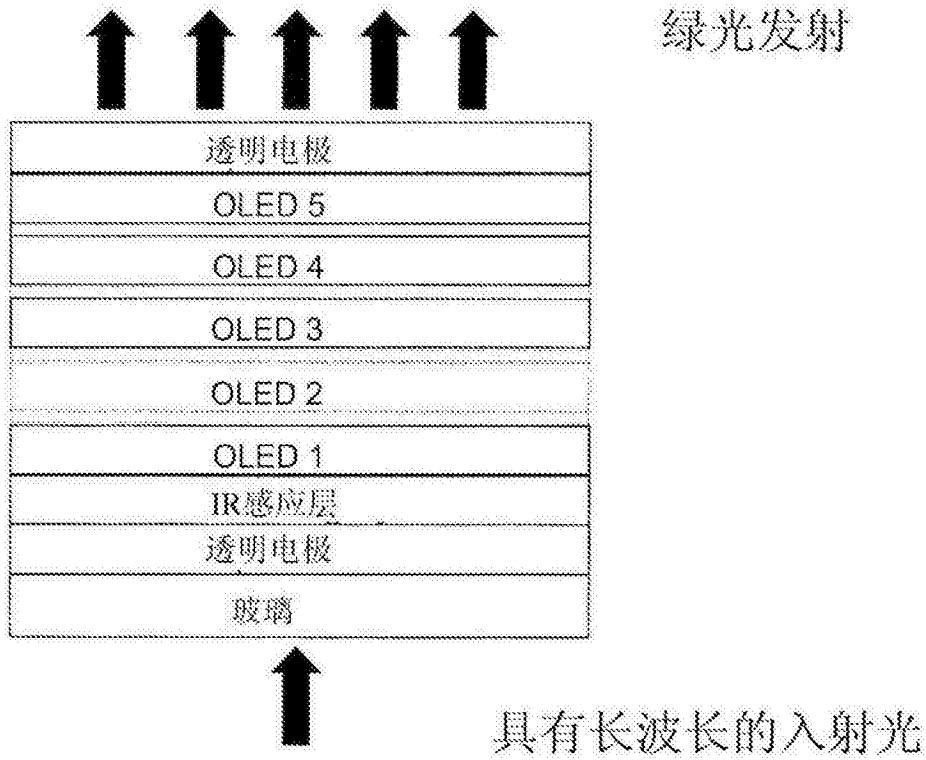 绿光发射
透明电极
OLED 5
OLED 4
OLED 3
OLED 2
OLED 1
IR感应层
透明电极
玻璃
具有长波长的入射光